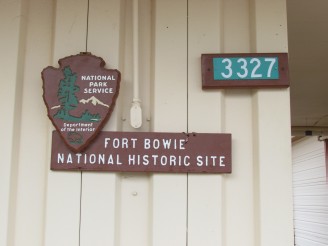 NATIONAL
PARK
SERVICE
Department
of the Interior
3327
FORT BOWIE
NATIONAL HISTORIC SITE